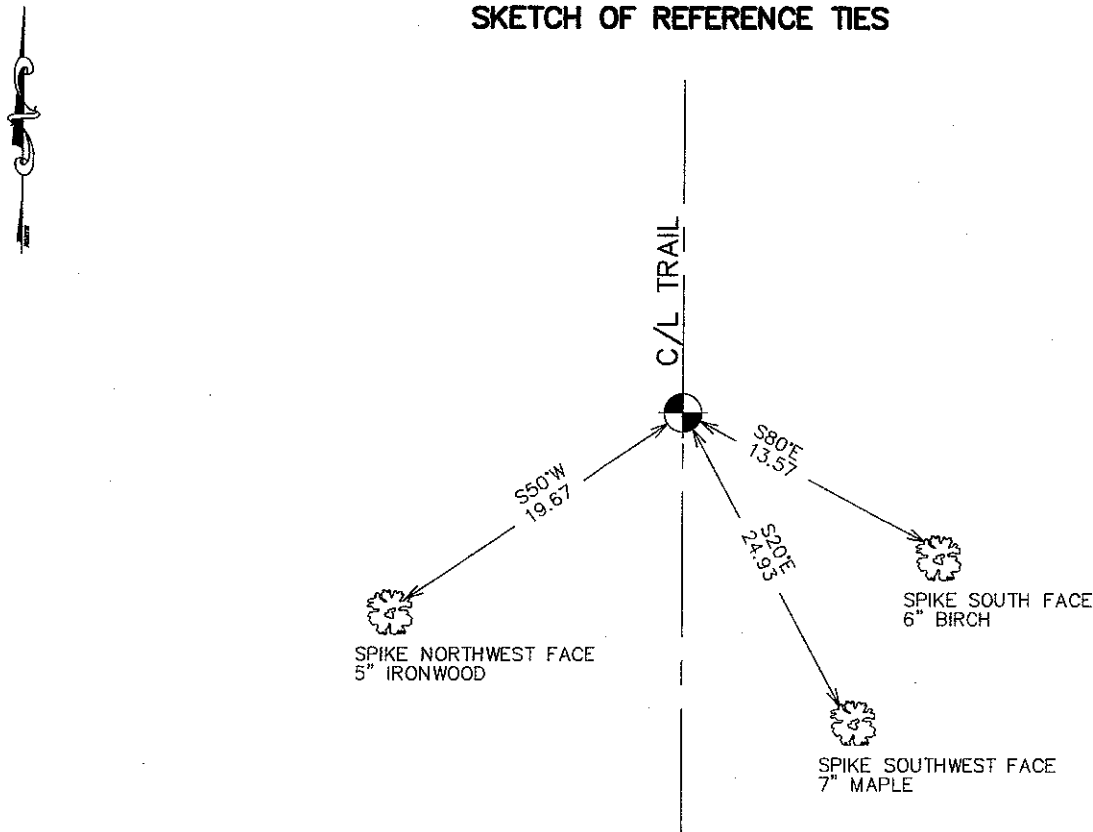 SKETCH OF REFERENCE TIES
C/L TRAIL
S50°W
19.67
S80°E
13.57
S20°E
24.93
SPIKE SOUTH FACE
6" BIRCH
SPIKE NORTHWEST FACE
5" IRONWOOD
SPIKE SOUTHWEST FACE
7" MAPLE